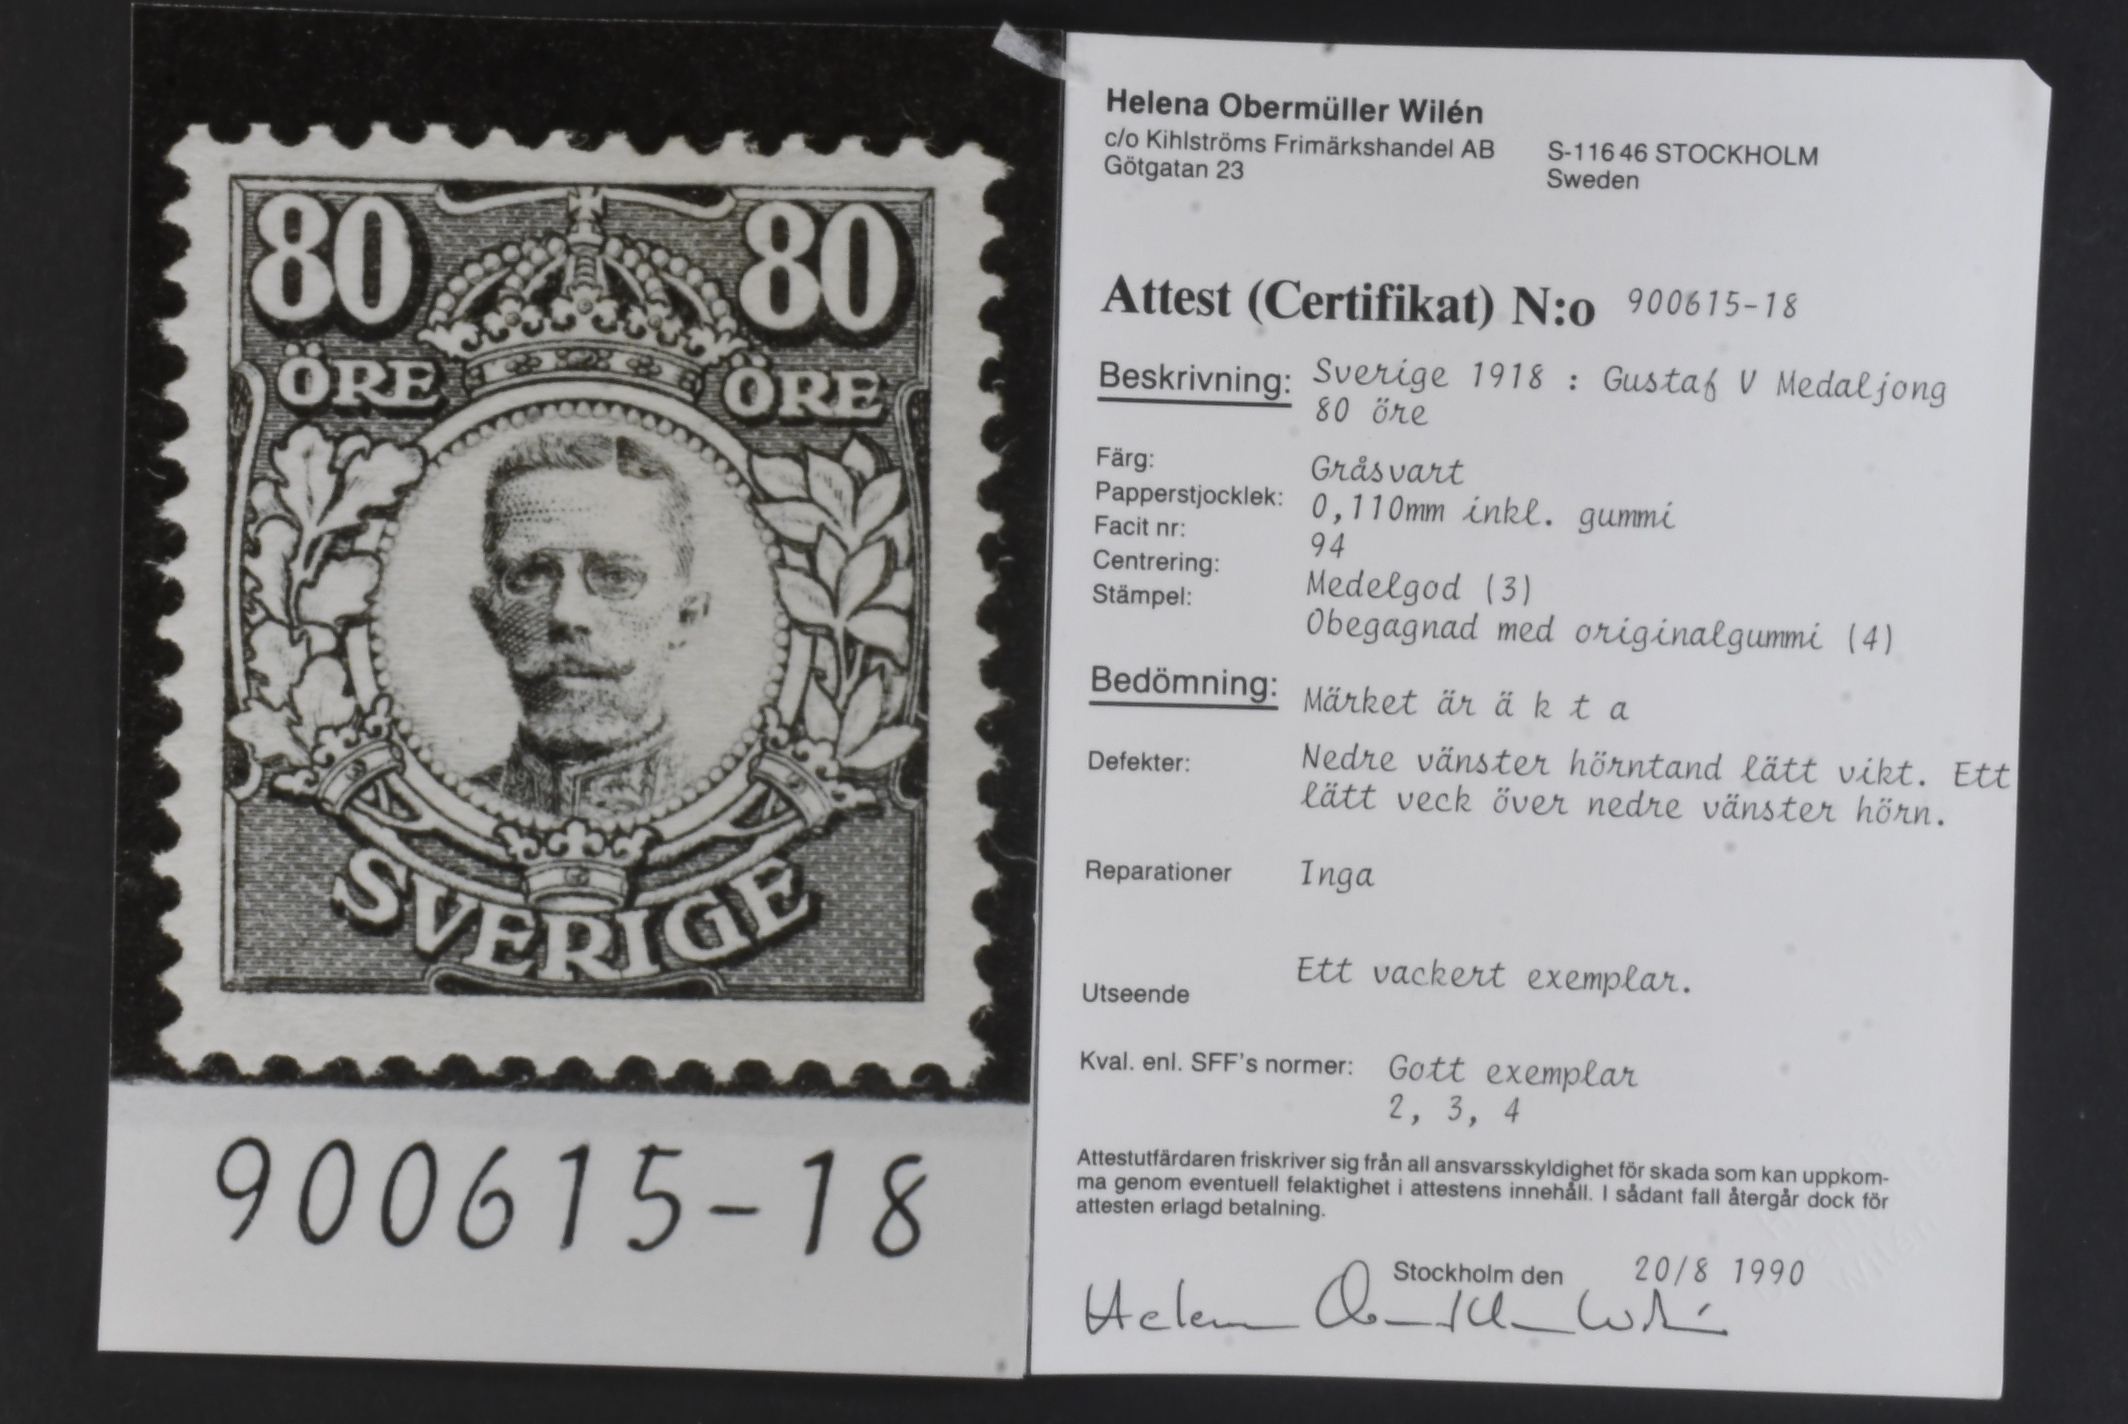 80 80
ÖRE ÖRE
SVERIGE
900615-18
Helena Obermüller Wilén
c/o Kihlströms Frimärkshandel AB S-116 46 STOCKHOLM
Götgatan 23 Sweden
Attest (Certifikat) N:o 900615-18
Beskrivning: Sverige 1918 : Gustaf V Medaljong
80 öre
Färg: Gråsvart
Papperstjocklek: 0,110mm inkl. gummi
Facit nr: 94
Centrering: Medelgod (3)
Stämpel: Obegagnad med originalgummi (4)
Bedömning: Märket är ä k t a
Defekter: Nedre vänster hörntand lätt vikt. Ett
lätt veck över nedre vänster hörn.
Reparationer Inga
Utseende Ett vackert exemplar.
Kval. enl. SFF's normer: Gott exemplar
2, 3, 4
Attestutfärdaren friskriver sig från all ansvarsskyldighet för skada som kan uppkom-
ma genom eventuell felaktighet i attestens innehåll. I sådant fall återgår dock för
attesten erlagd betalning.
Stockholm den 20/8 1990
Helena Obermüller Wilén